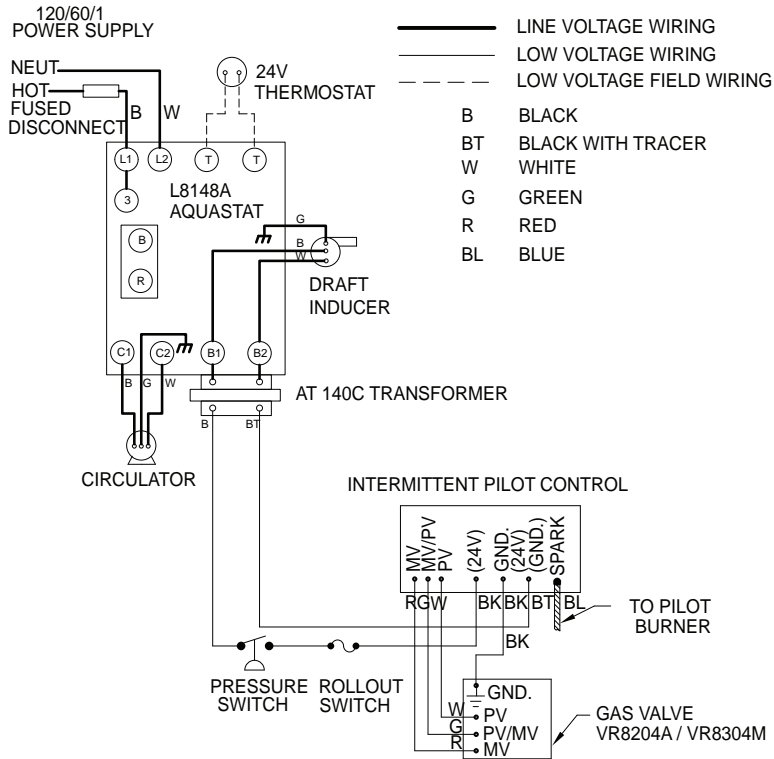 120/60/1
POWER SUPPLY
NEUT
HOT
FUSED
DISCONNECT
B
W
24V
THERMOSTAT
LINE VOLTAGE WIRING
LOW VOLTAGE WIRING
LOW VOLTAGE FIELD WIRING
B BLACK
BT BLACK WITH TRACER
W WHITE
G GREEN
R RED
BL BLUE
L1 L2 T T
3
L8148A
AQUASTAT
B
R
G
B
W
DRAFT
INDUCER
C1 C2 B1 B2
B G W
AT 140C TRANSFORMER
B BT
CIRCULATOR
INTERMITTENT PILOT CONTROL
MV
MV/PV
PV
(24V)
GND.
(24V)
(GND.)
SPARK
R G W BK BK BT BL
TO PILOT
BURNER
BK
PRESSURE
SWITCH
ROLLOUT
SWITCH
GND.
W PV
G PV/MV
R MV
GAS VALVE
VR8204A / VR8304M